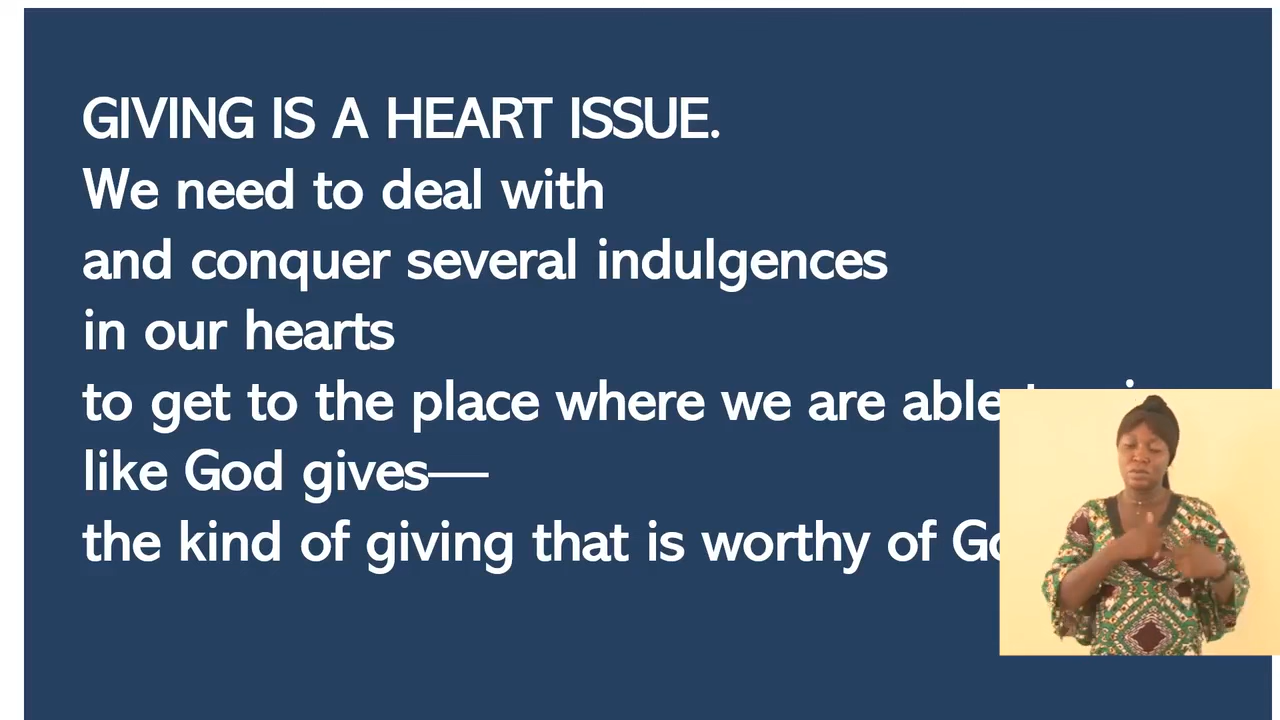 GIVING IS A HEART ISSUE.
We need to deal with
and conquer several indulgences
in our hearts
to get to the place where we are able
like God gives—
the kind of giving that is worthy of